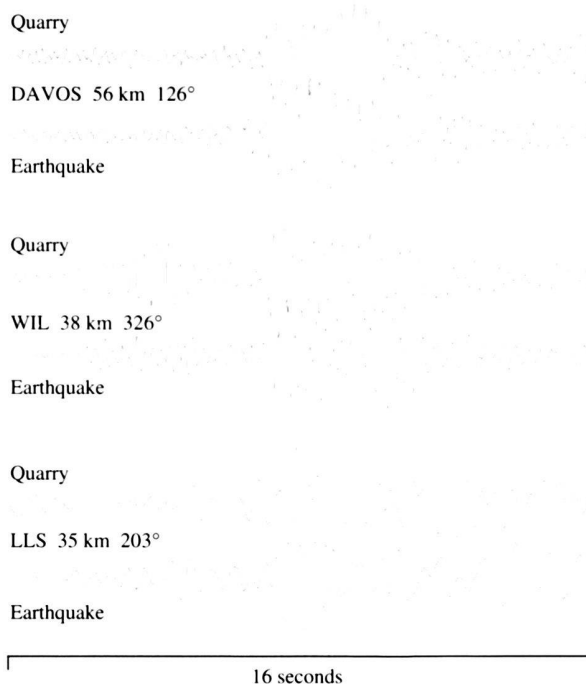 Quarry
DAVOS 56 km 126°
Earthquake
Quarry
WIL 38 km 326°
Earthquake
Quarry
LLS 35 km 203°
Earthquake
16 seconds